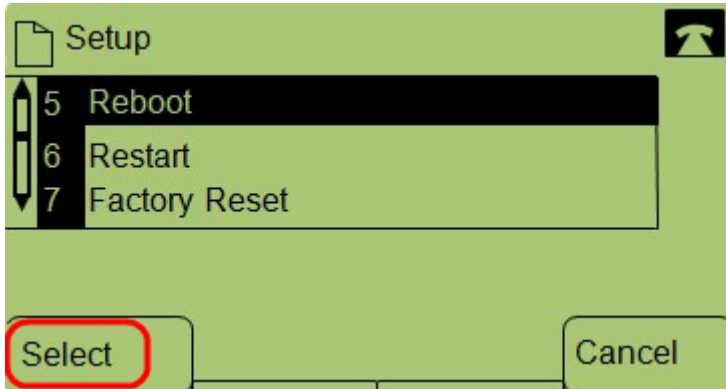 Setup
5 Reboot
6 Restart
7 Factory Reset
Select Cancel